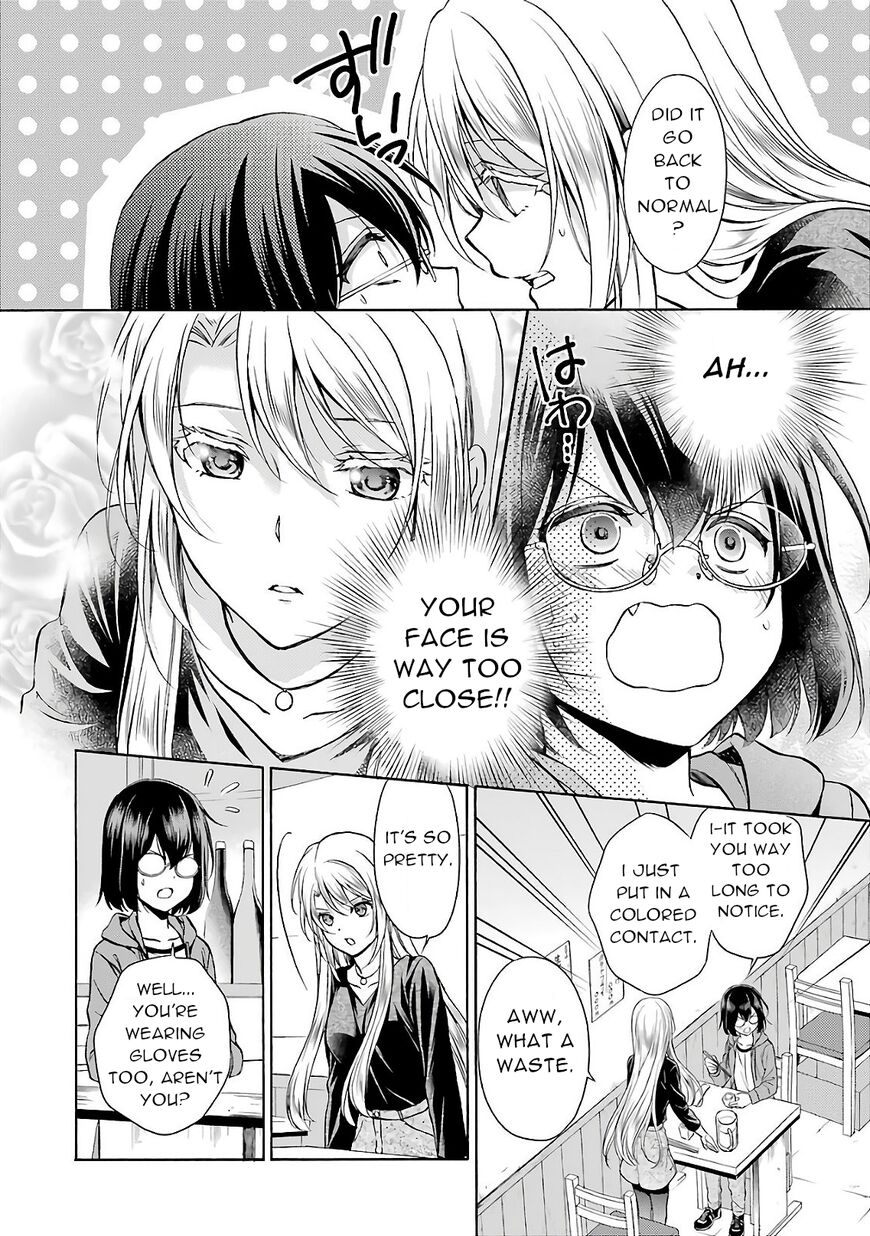 DID IT
GO
BACK
TO
NORMAL
?
ずいっ
AH...
はわ...
YOUR
FACE IS
WAY TOO
CLOSE!!
I-IT TOOK
YOU WAY
TOO
LONG TO
NOTICE.
I JUST
PUT IN A
COLORED
CONTACT.
AWW,
WHAT A
WASTE.
IT'S SO
PRETTY.
WELL...
YOU'RE
WEARING
GLOVES
TOO, AREN'T
YOU?